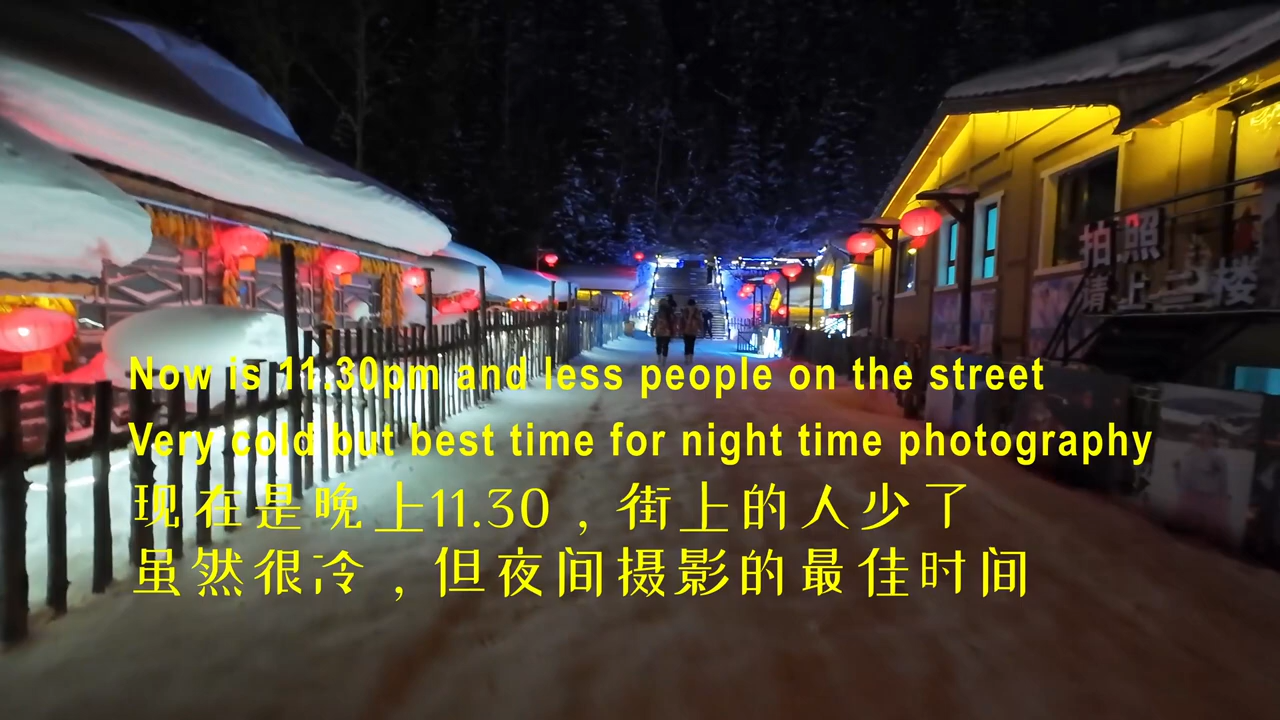 拍照
请上二楼
Now is 11.30pm and less people on the street
Very cold but best time for night time photography
现在是晚上11.30，街上的人少了
虽然很冷，但夜间摄影的最佳时间